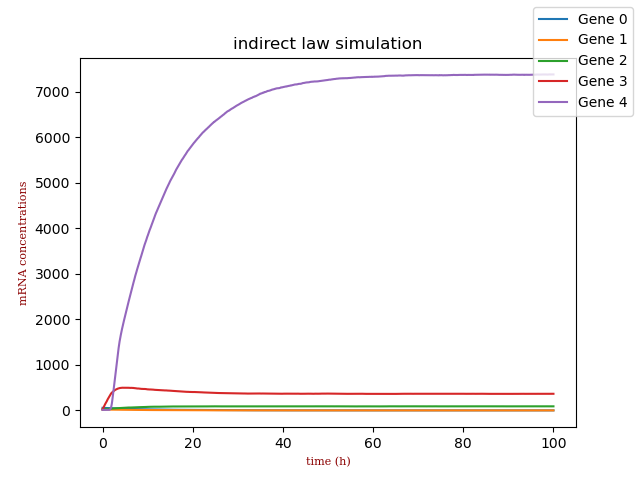 indirect law simulation
Gene 0
Gene 1
Gene 2
Gene 3
Gene 4
mRNA concentrations
7000
6000
5000
4000
3000
2000
1000
0
0 20 40 60 80 100
time (h)